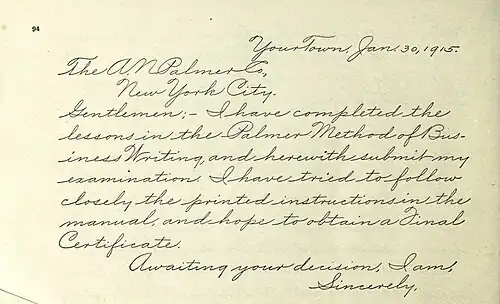 94
Your Town, Jan. 30, 1915.
The A. N. Palmer Co.,
New York City.
Gentlemen;- I have completed the
lessons in the Palmer Method of Bus-
iness Writing, and herewith submit my
examination. I have tried to follow
closely the printed instructions in the
manual, and hope to obtain a Final
Certificate.
Awaiting your decision, I am,
Sincerely,